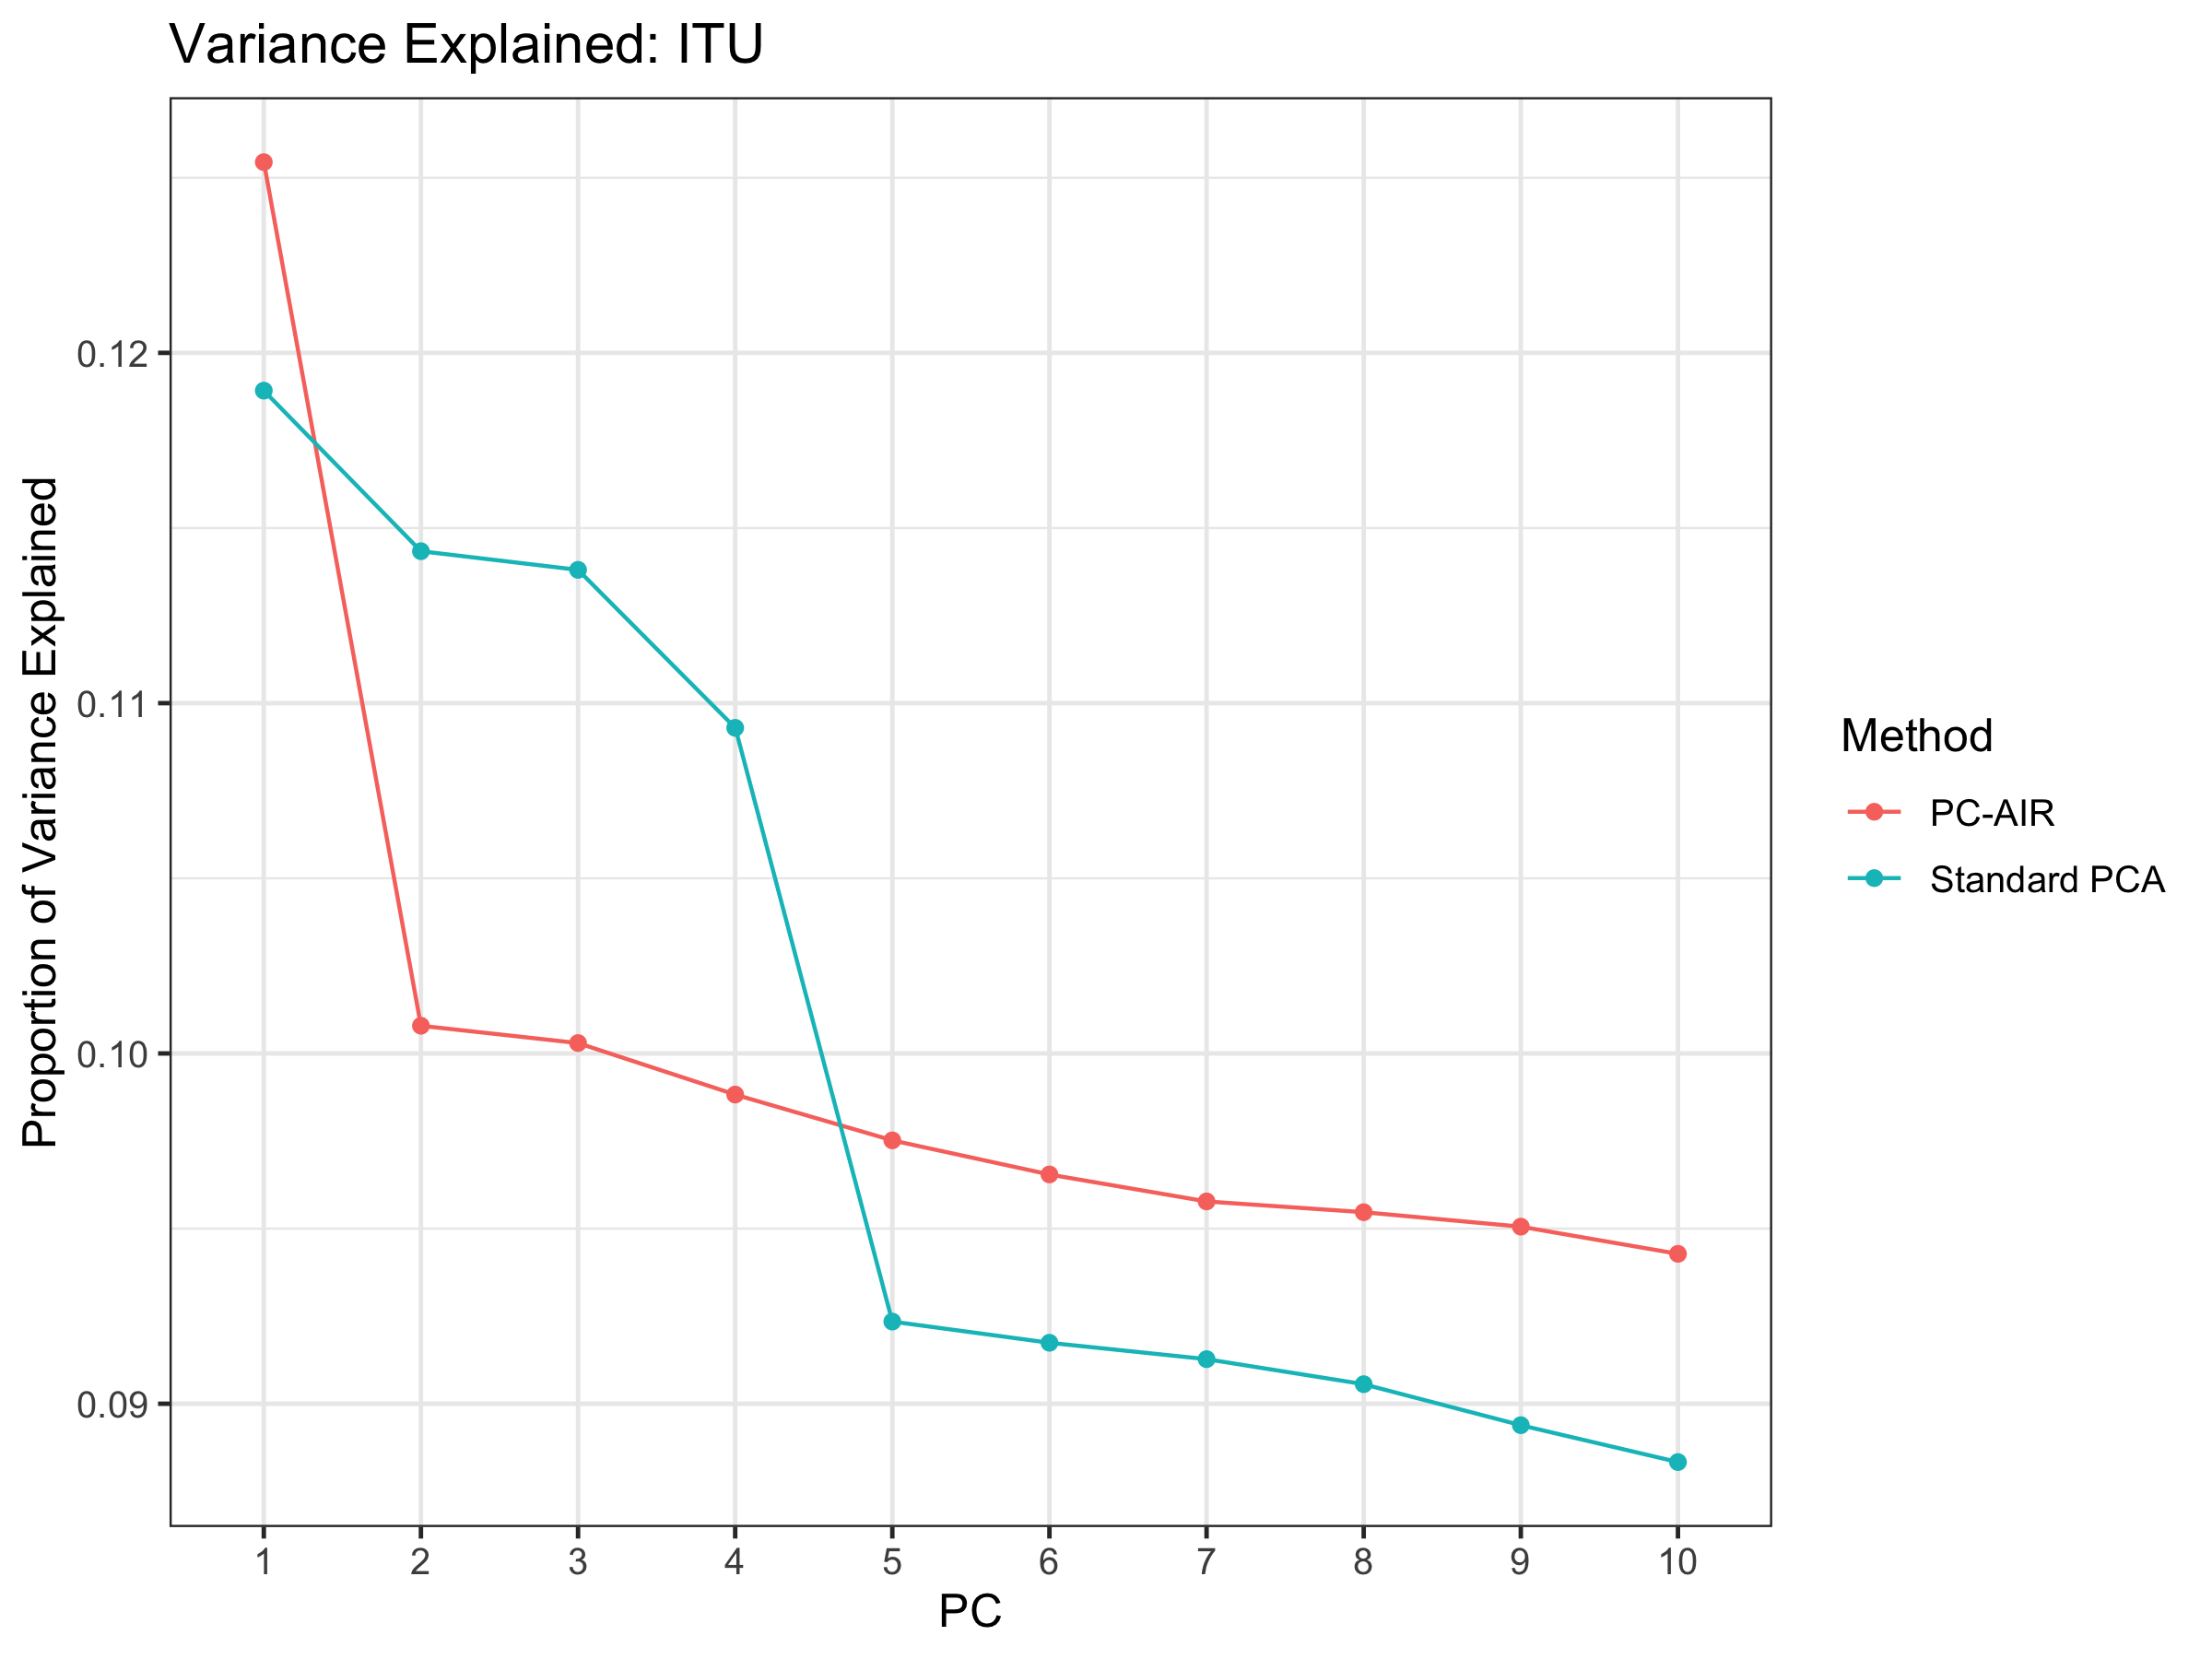 Variance Explained: ITU
Proportion of Variance Explained
0.12
0.11
0.10
0.09
1 2 3 4 5 6 7 8 9 10
PC
Method
PC-AIR
Standard PCA